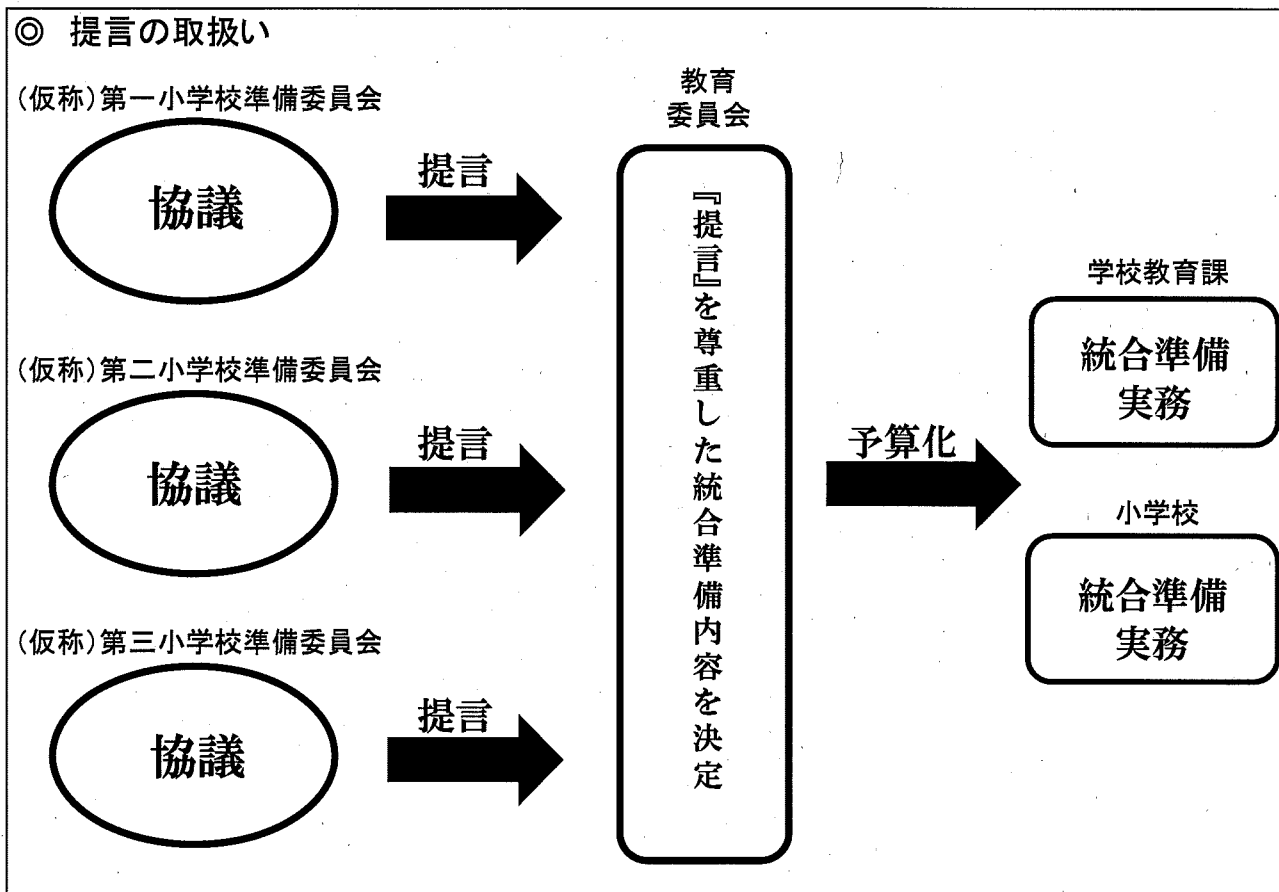 ◎ 提言の取扱い
(仮称)第一小学校準備委員会
協議
提言
(仮称)第二小学校準備委員会
協議
提言
(仮称)第三小学校準備委員会
協議
提言
教育
委員会
『提言』を尊重した統合準備内容を決定
予算化
学校教育課
統合準備
実務
小学校
統合準備
実務